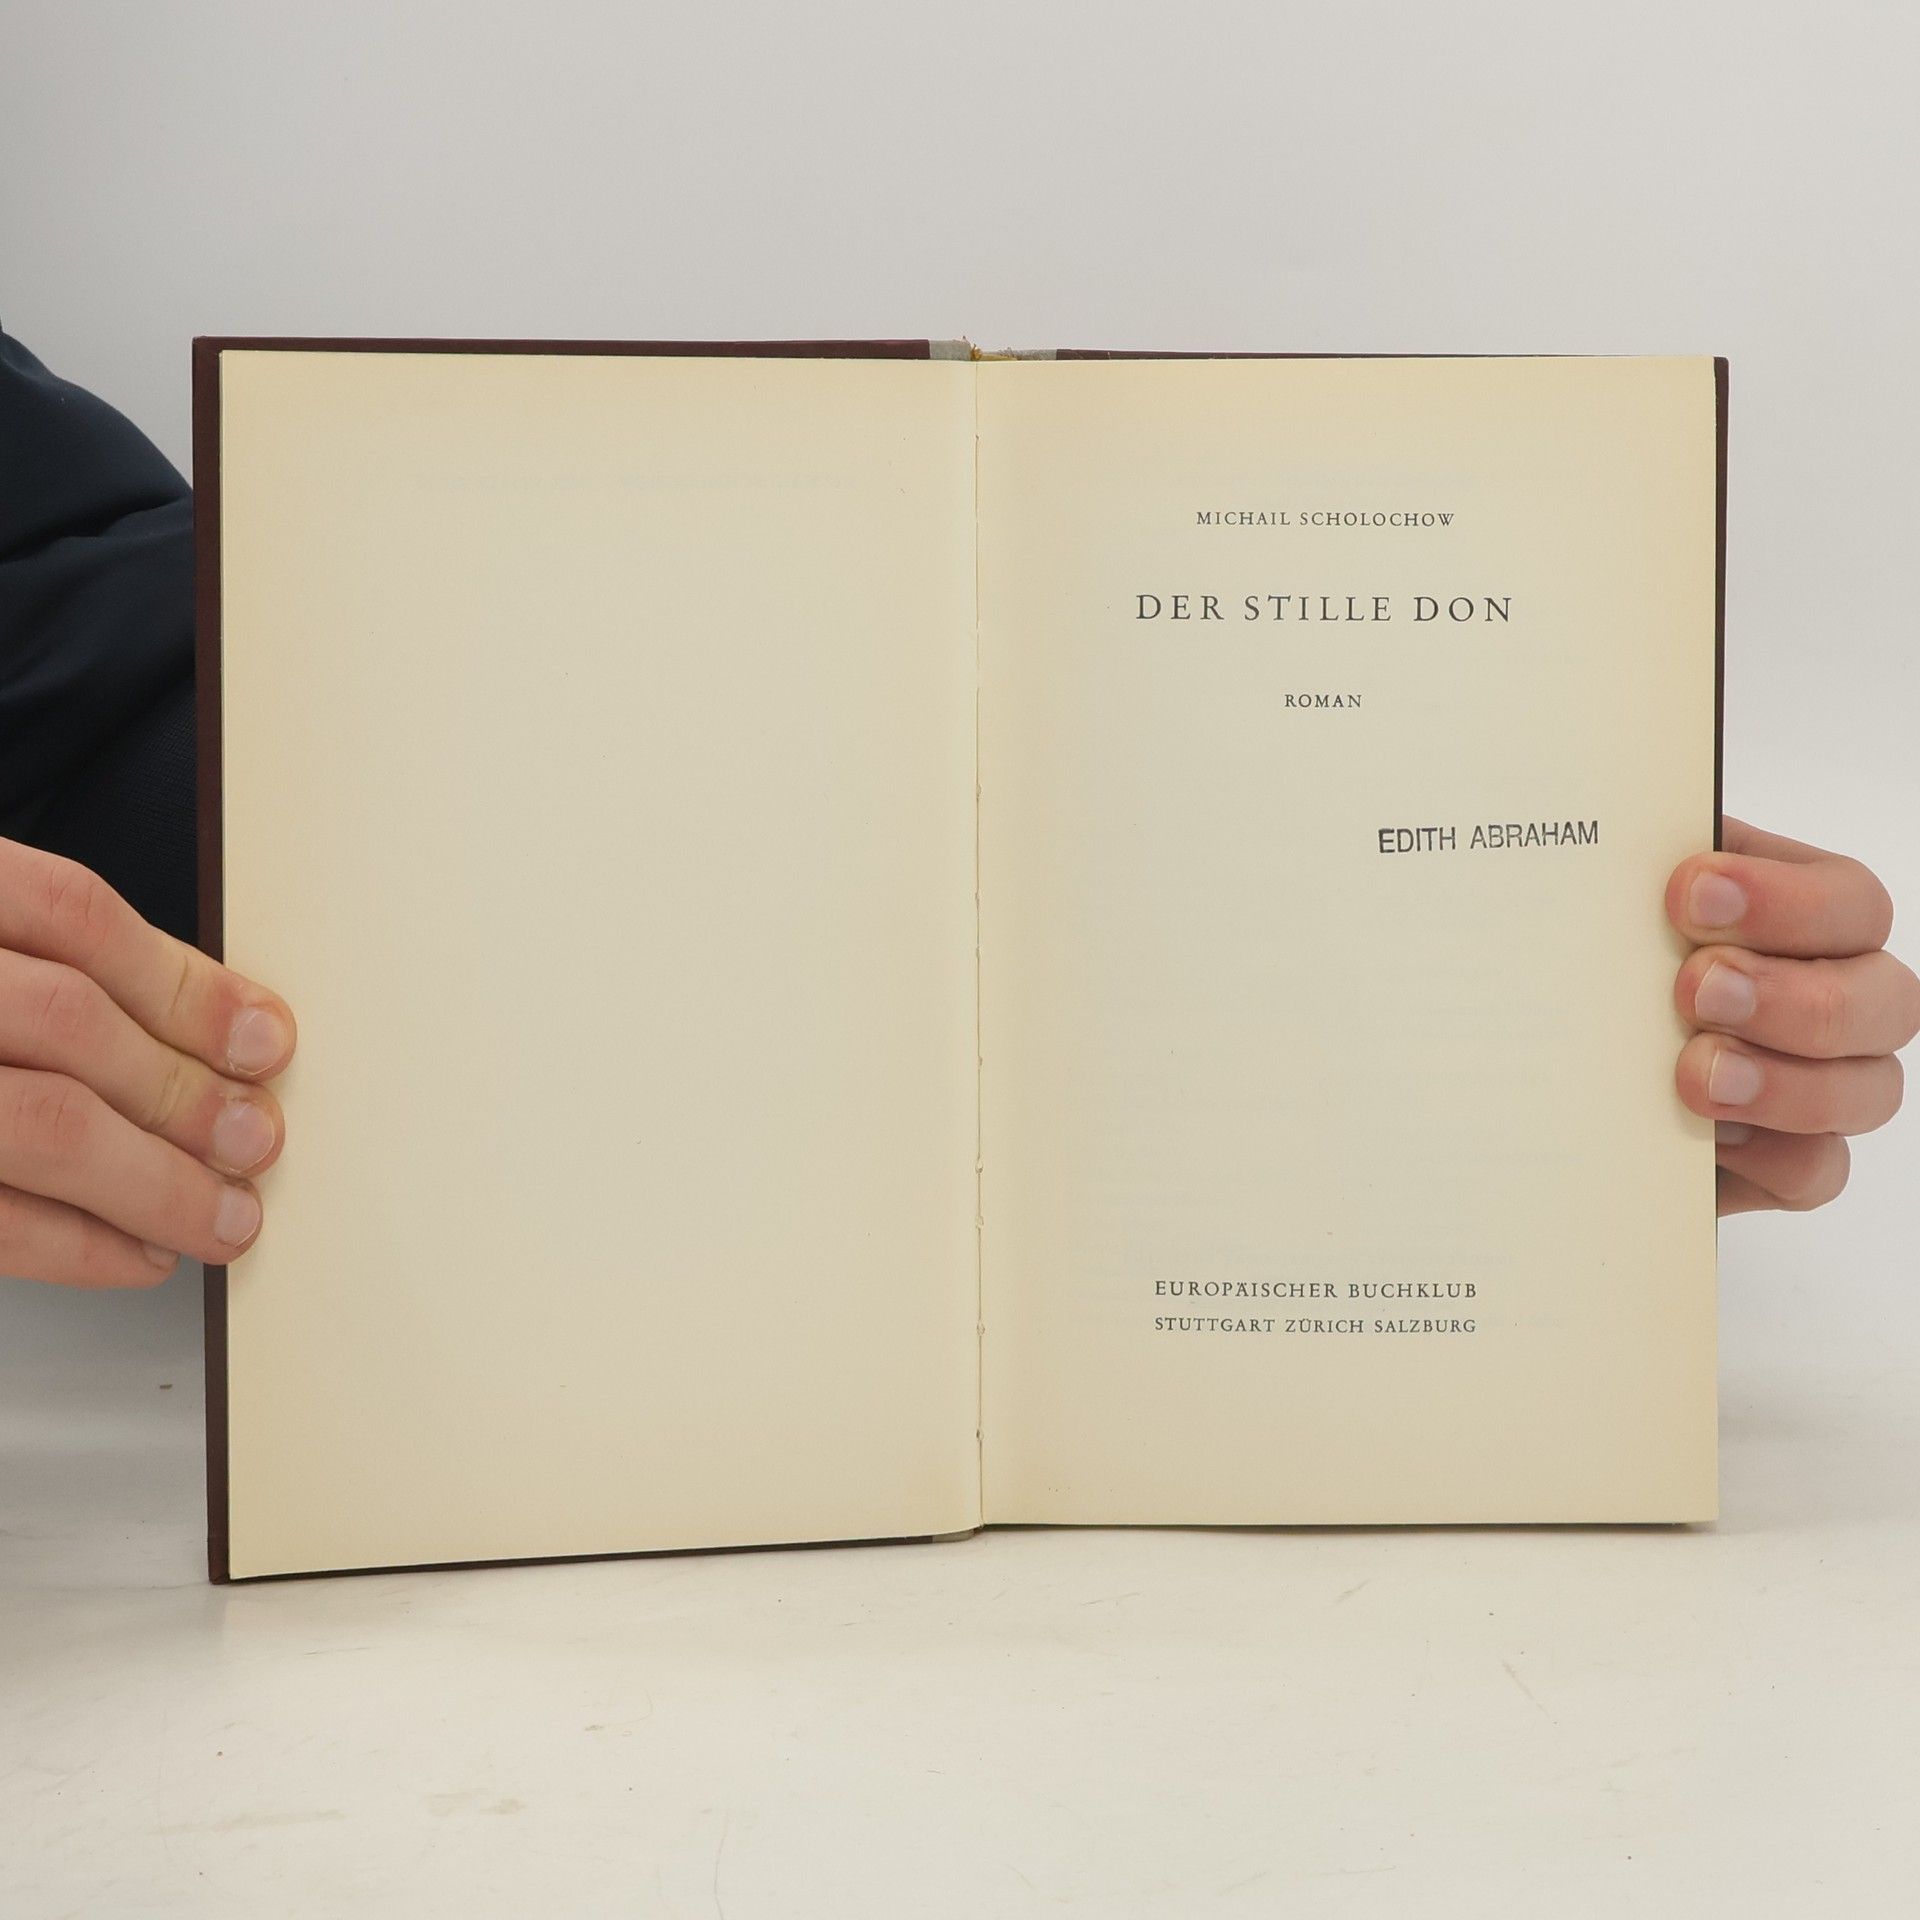 MICHAIL SCHOLOCHOW
DER STILLE DON
ROMAN
EDITH ABRAHAM
EUROPÄISCHER BUCHKLUB
STUTTGART ZÜRICH SALZBURG